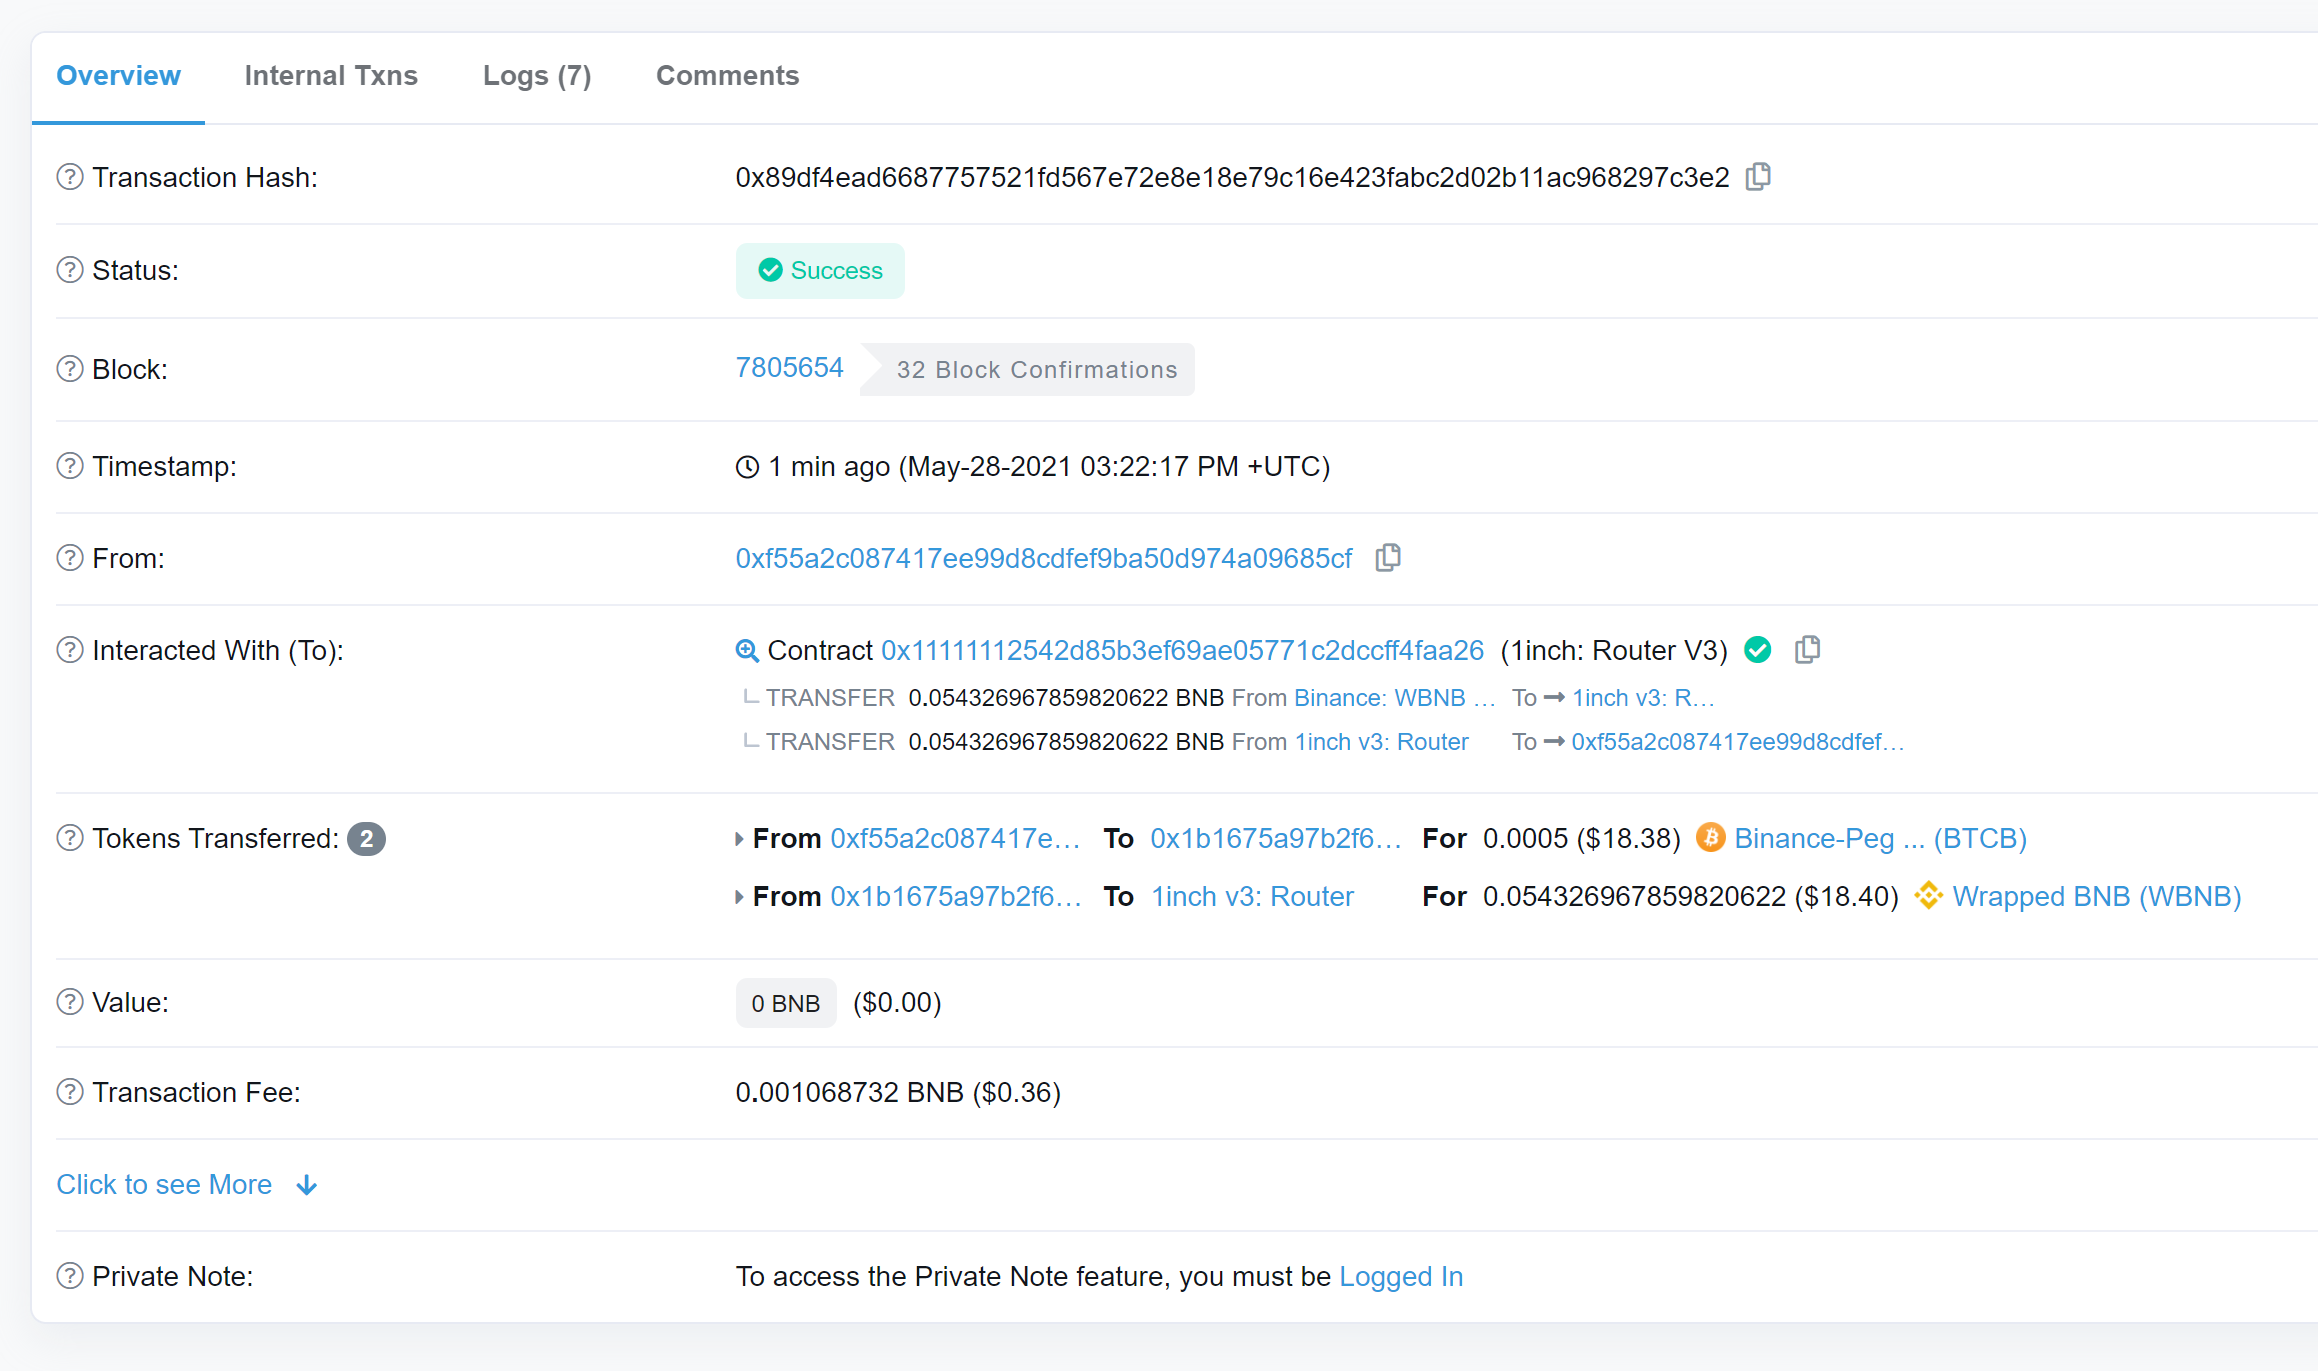 Overview Internal Txns Logs (7) Comments
Transaction Hash: 0x89df4ead6687757521fd567e72e8e18e79c16e423fabc2d02b11ac968297c3e2
Status: Success
Block: 7805654 32 Block Confirmations
Timestamp: 1 min ago (May-28-2021 03:22:17 PM +UTC)
From: 0xf55a2c087417ee99d8cdfef9ba50d974a09685cf
Interacted With (To): Contract 0x11111112542d85b3ef69ae05771c2dccff4faa26 (1inch: Router V3)
TRANSFER 0.054326967859820622 BNB From Binance: WBNB … To 1inch v3: R…
TRANSFER 0.054326967859820622 BNB From 1inch v3: Router To 0xf55a2c087417ee99d8cdfef…
Tokens Transferred: 2 From 0xf55a2c087417e… To 0x1b1675a97b2f6… For 0.0005 ($18.38) Binance-Peg ... (BTCB)
From 0x1b1675a97b2f6… To 1inch v3: Router For 0.054326967859820622 ($18.40) Wrapped BNB (WBNB)
Value: 0 BNB ($0.00)
Transaction Fee: 0.001068732 BNB ($0.36)
Click to see More
Private Note: To access the Private Note feature, you must be Logged In